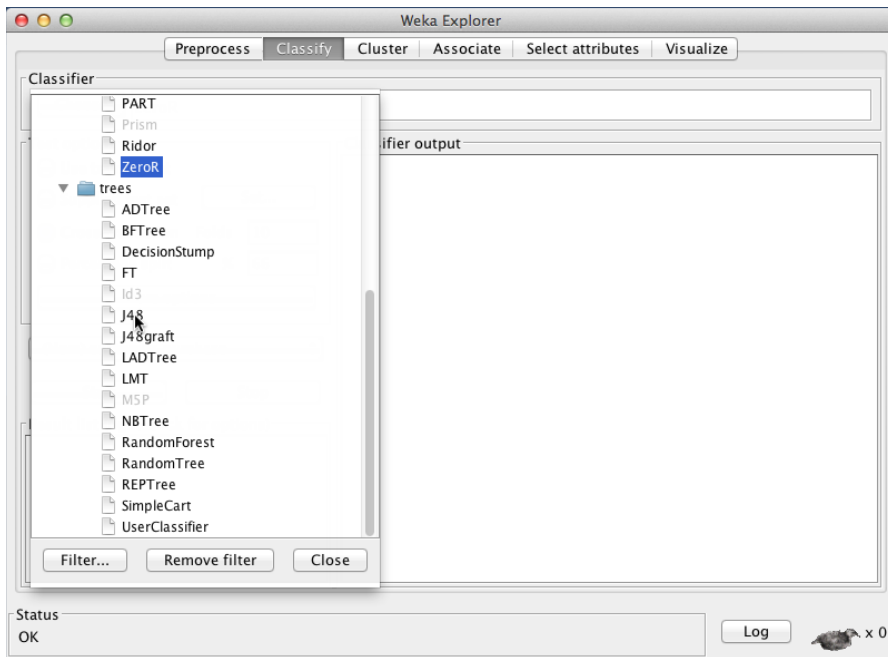 Weka Explorer
Preprocess Classify Cluster Associate Select attributes Visualize
Classifier
PART
Prism
Ridor
ZeroR
trees
ADTree
BFTree
DecisionStump
FT
Id3
J48
J48graft
LADTree
LMT
M5P
NBTree
RandomForest
RandomTree
REPTree
SimpleCart
UserClassifier
Filter... Remove filter Close
ifier output
Status
OK
Log
x 0